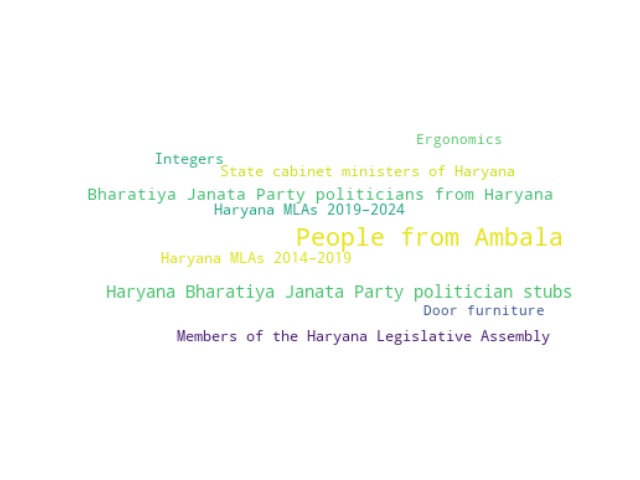 Ergonomics
Integers
State cabinet ministers of Haryana
Bharatiya Janata Party politicians from Haryana
Haryana MLAs 2019–2024
People from Ambala
Haryana MLAs 2014–2019
Haryana Bharatiya Janata Party politician stubs
Door furniture
Members of the Haryana Legislative Assembly